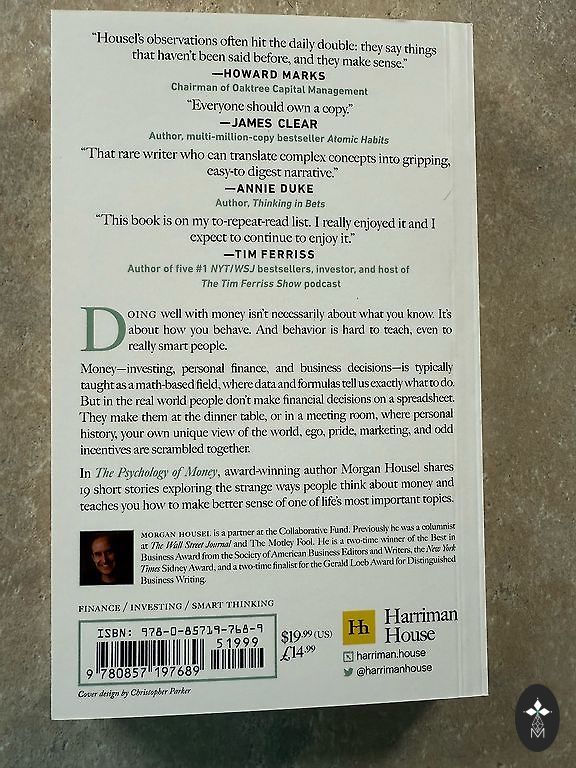 “Housel’s observations often hit the daily double: they say things
that haven’t been said before, and they make sense.”
—HOWARD MARKS
Chairman of Oaktree Capital Management
“Everyone should own a copy.”
—JAMES CLEAR
Author, multi-million-copy bestseller Atomic Habits
“That rare writer who can translate complex concepts into gripping,
easy-to digest narrative.”
—ANNIE DUKE
Author, Thinking in Bets
“This book is on my to-repeat-read list. I really enjoyed it and I
expect to continue to enjoy it.”
—TIM FERRISS
Author of five #1 NYT/WSJ bestsellers, investor, and host of
The Tim Ferriss Show podcast
DOING well with money isn’t necessarily about what you know. It’s
about how you behave. And behavior is hard to teach, even to
really smart people.
Money—investing, personal finance, and business decisions—is typically
taught as a math-based field, where data and formulas tell us exactly what to do.
But in the real world people don’t make financial decisions on a spreadsheet.
They make them at the dinner table, or in a meeting room, where personal
history, your own unique view of the world, ego, pride, marketing, and odd
incentives are scrambled together.
In The Psychology of Money, award-winning author Morgan Housel shares
19 short stories exploring the strange ways people think about money and
teaches you how to make better sense of one of life’s most important topics.
MORGAN HOUSEL is a partner at the Collaborative Fund. Previously he was a columnist
at The Wall Street Journal and The Motley Fool. He is a two-time winner of the Best in
Business Award from the Society of American Business Editors and Writers, the New York
Times Sidney Award, and a two-time finalist for the Gerald Loeb Award for Distinguished
Business Writing.
FINANCE / INVESTING / SMART THINKING
ISBN: 978-0-85719-768-9
51999
9 780857 197689
$19.99 (US)
£14.99
Hh
Harriman
House
harriman.house
@harrimanhouse
Cover design by Christopher Parker
M